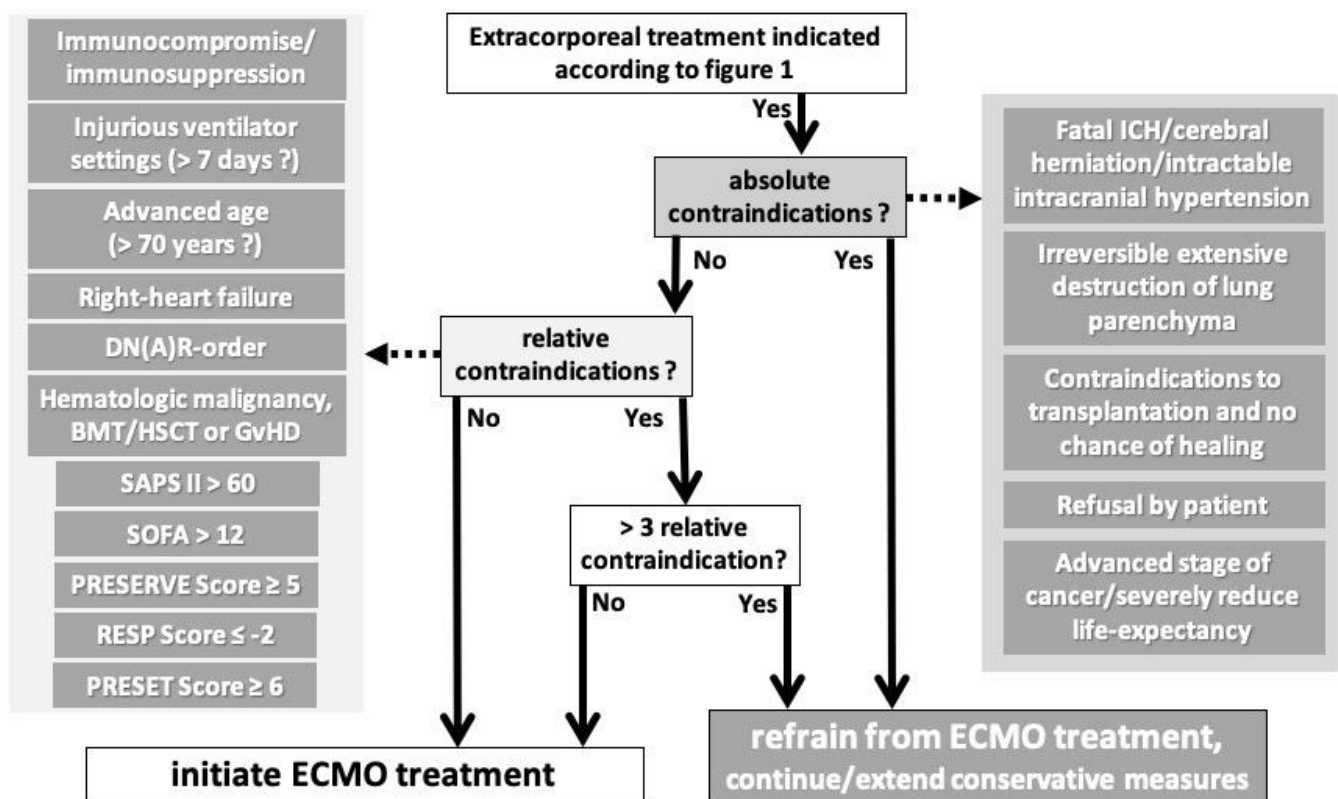 Extracorporeal treatment indicated
according to figure 1
Yes
absolute
contraindications ?
No
Yes
relative
contraindications ?
No
Yes
> 3 relative
contraindication?
No
Yes
initiate ECMO treatment
refrain from ECMO treatment,
continue/extend conservative measures
Immunocompromise/
immunosuppression
Injurious ventilator
settings (> 7 days ?)
Advanced age
(> 70 years ?)
Right-heart failure
DN(A)R-order
Hematologic malignancy,
BMT/HSCT or GvHD
SAPS II > 60
SOFA > 12
PRESERVE Score ≥ 5
RESP Score ≤ -2
PRESET Score ≥ 6
Fatal ICH/cerebral
herniation/intractable
intracranial hypertension
Irreversible extensive
destruction of lung
parenchyma
Contraindications to
transplantation and no
chance of healing
Refusal by patient
Advanced stage of
cancer/severely reduce
life-expectancy